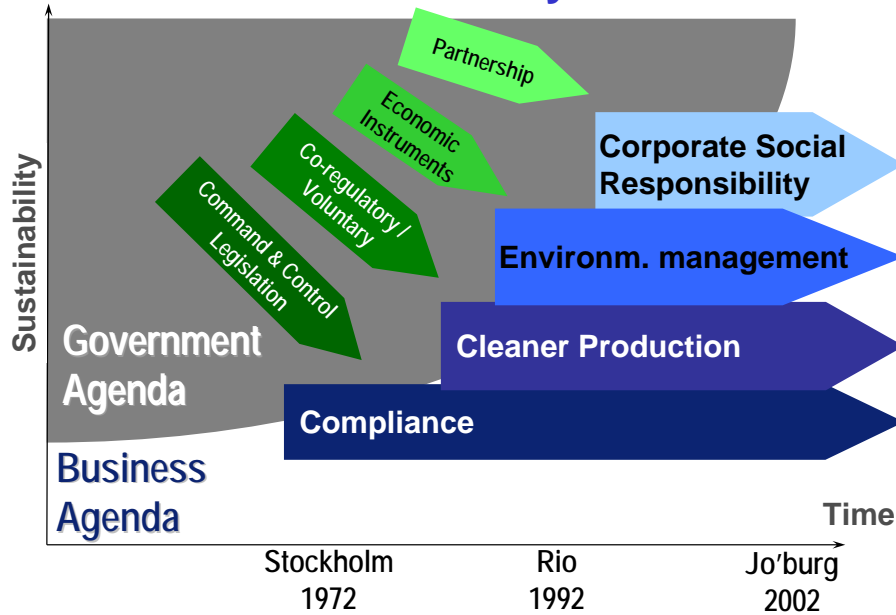 Partnership
Economic
Instruments
Co-regulatory /
Voluntary
Command & Control
Legislation
Corporate Social
Responsibility
Environm. management
Cleaner Production
Compliance
Sustainability
Government
Agenda
Business
Agenda
Time
Stockholm
1972
Rio
1992
Jo'burg
2002